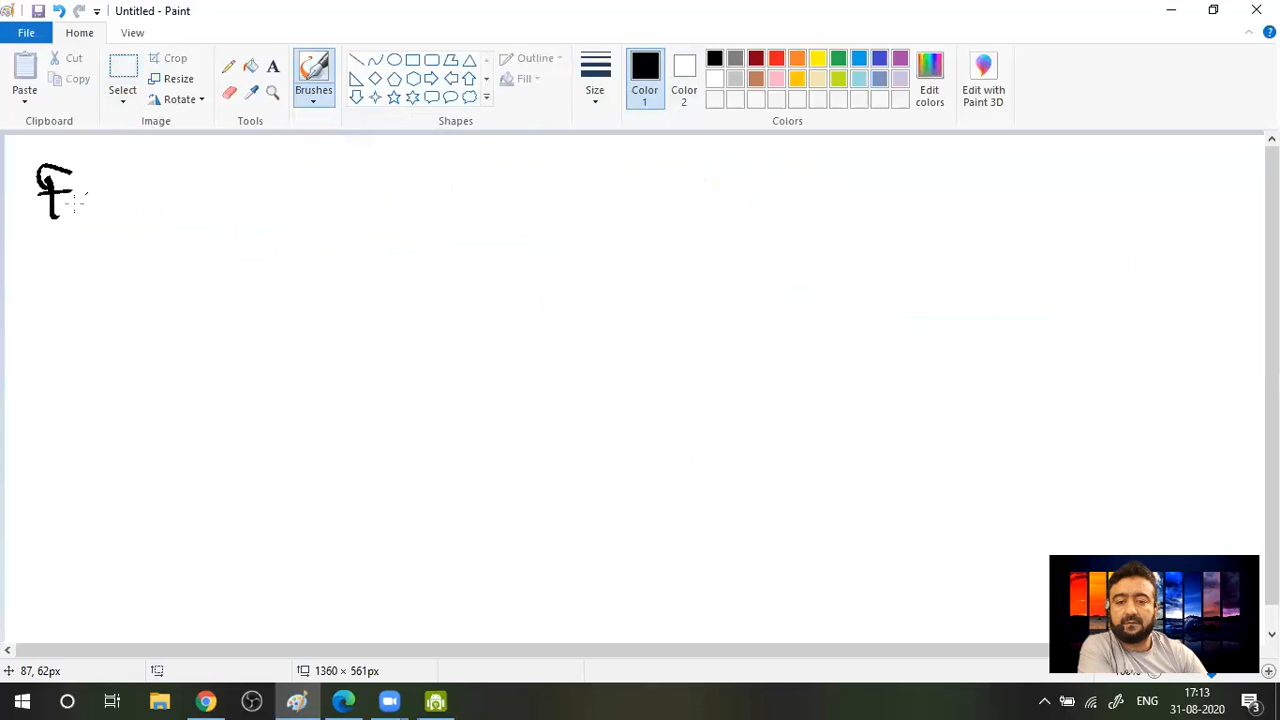 Untitled - Paint
File Home View
Paste Cut Copy Clipboard
Select Crop Resize Rotate Image
Tools
Brushes
Shapes Outline Fill
Size
Color 1 Color 2 Colors
Edit colors
Edit with Paint 3D
F
87, 62px 1360 × 561px
ENG 17:13
31-08-2020 3